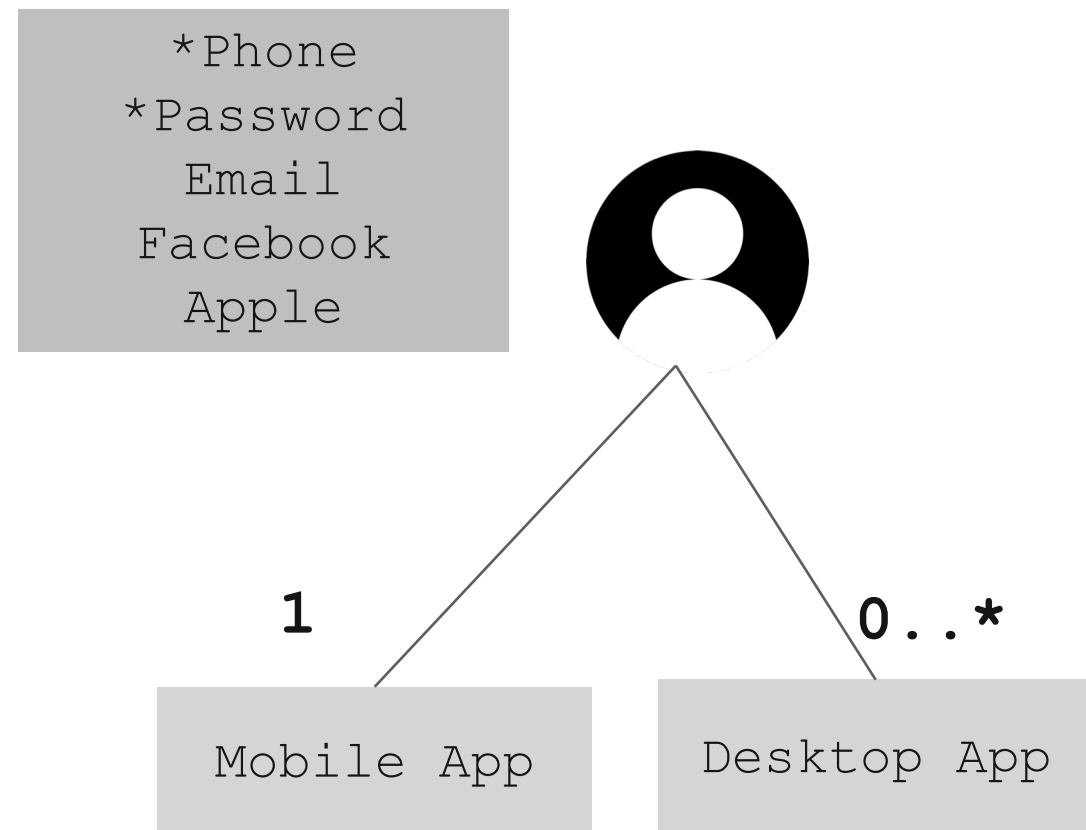 *Phone
*Password
Email
Facebook
Apple
1
0..*
Mobile App
Desktop App